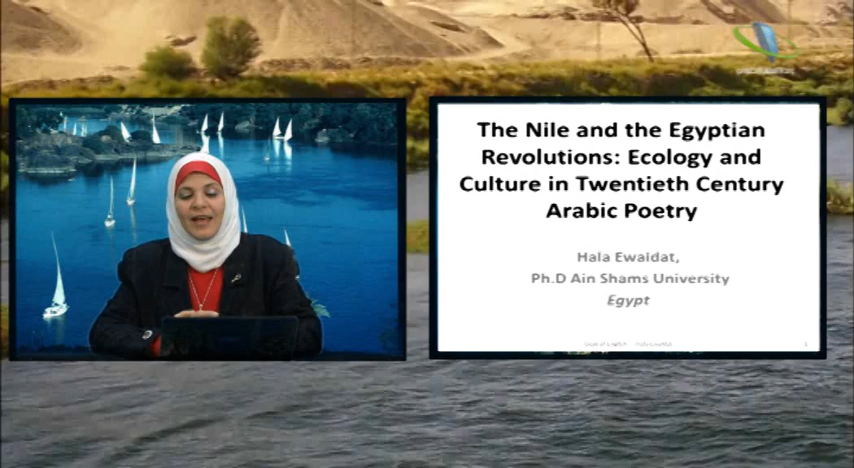 The Nile and the Egyptian
Revolutions: Ecology and
Culture in Twentieth Century
Arabic Poetry
Hala Ewaidat,
Ph.D Ain Shams University
Egypt
1